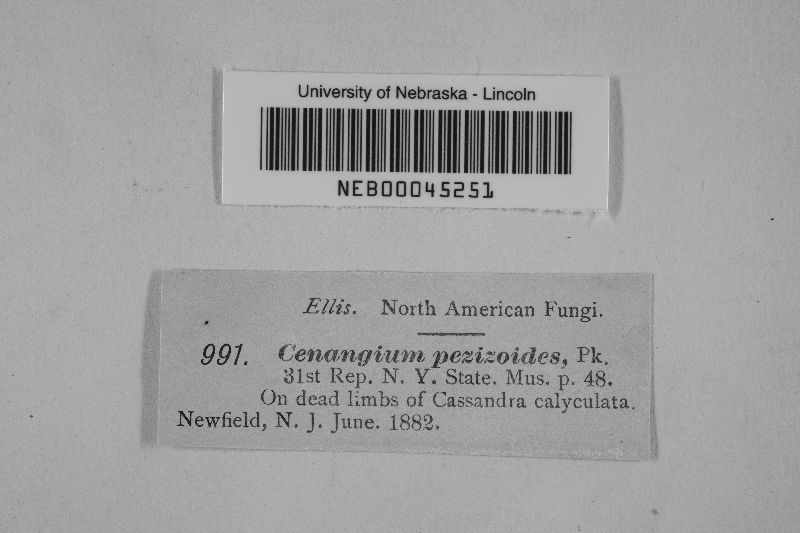 University of Nebraska - Lincoln
NEB00045251
Ellis. North American Fungi.
991. Cenangium pezizoides, Pk.
31st Rep. N. Y. State. Mus. p. 48.
On dead limbs of Cassandra calyculata.
Newfield, N. J. June. 1882.